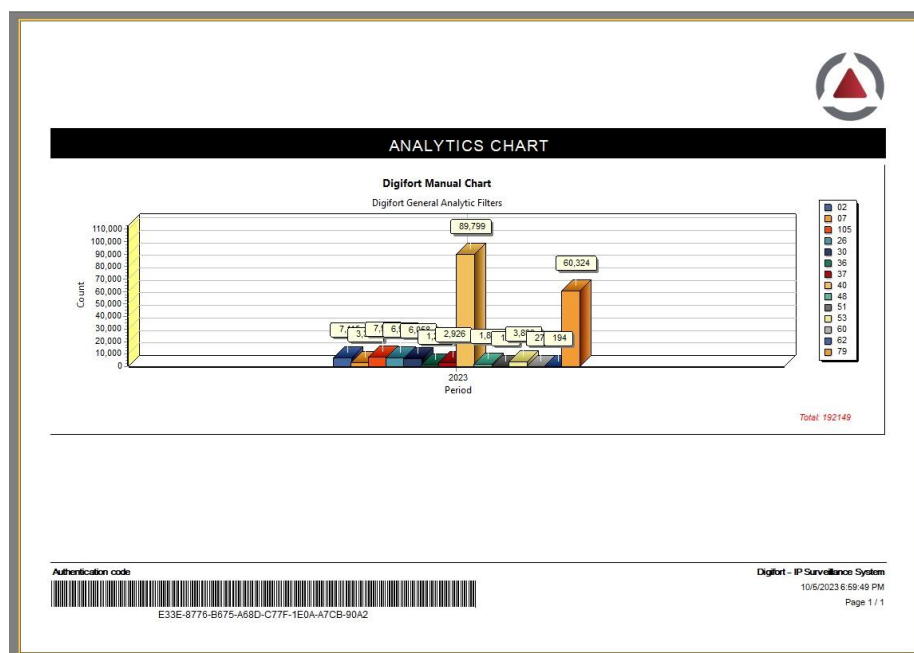 ANALYTICS CHART
Digifort Manual Chart
Digifort General Analytic Filters
110,000
100,000
90,000
80,000
70,000
60,000
50,000
40,000
30,000
20,000
10,000
0
Count
89,799
60,324
2,926
194
2023
Period
02
07
105
26
30
36
37
40
48
51
53
60
62
79
Total: 192149
Authentication code
E33E-8776-B675-A68D-C77F-1E0A-A7CB-90A2
Digifort - IP Surveillance System
10/5/2023 6:59:49 PM
Page 1 / 1